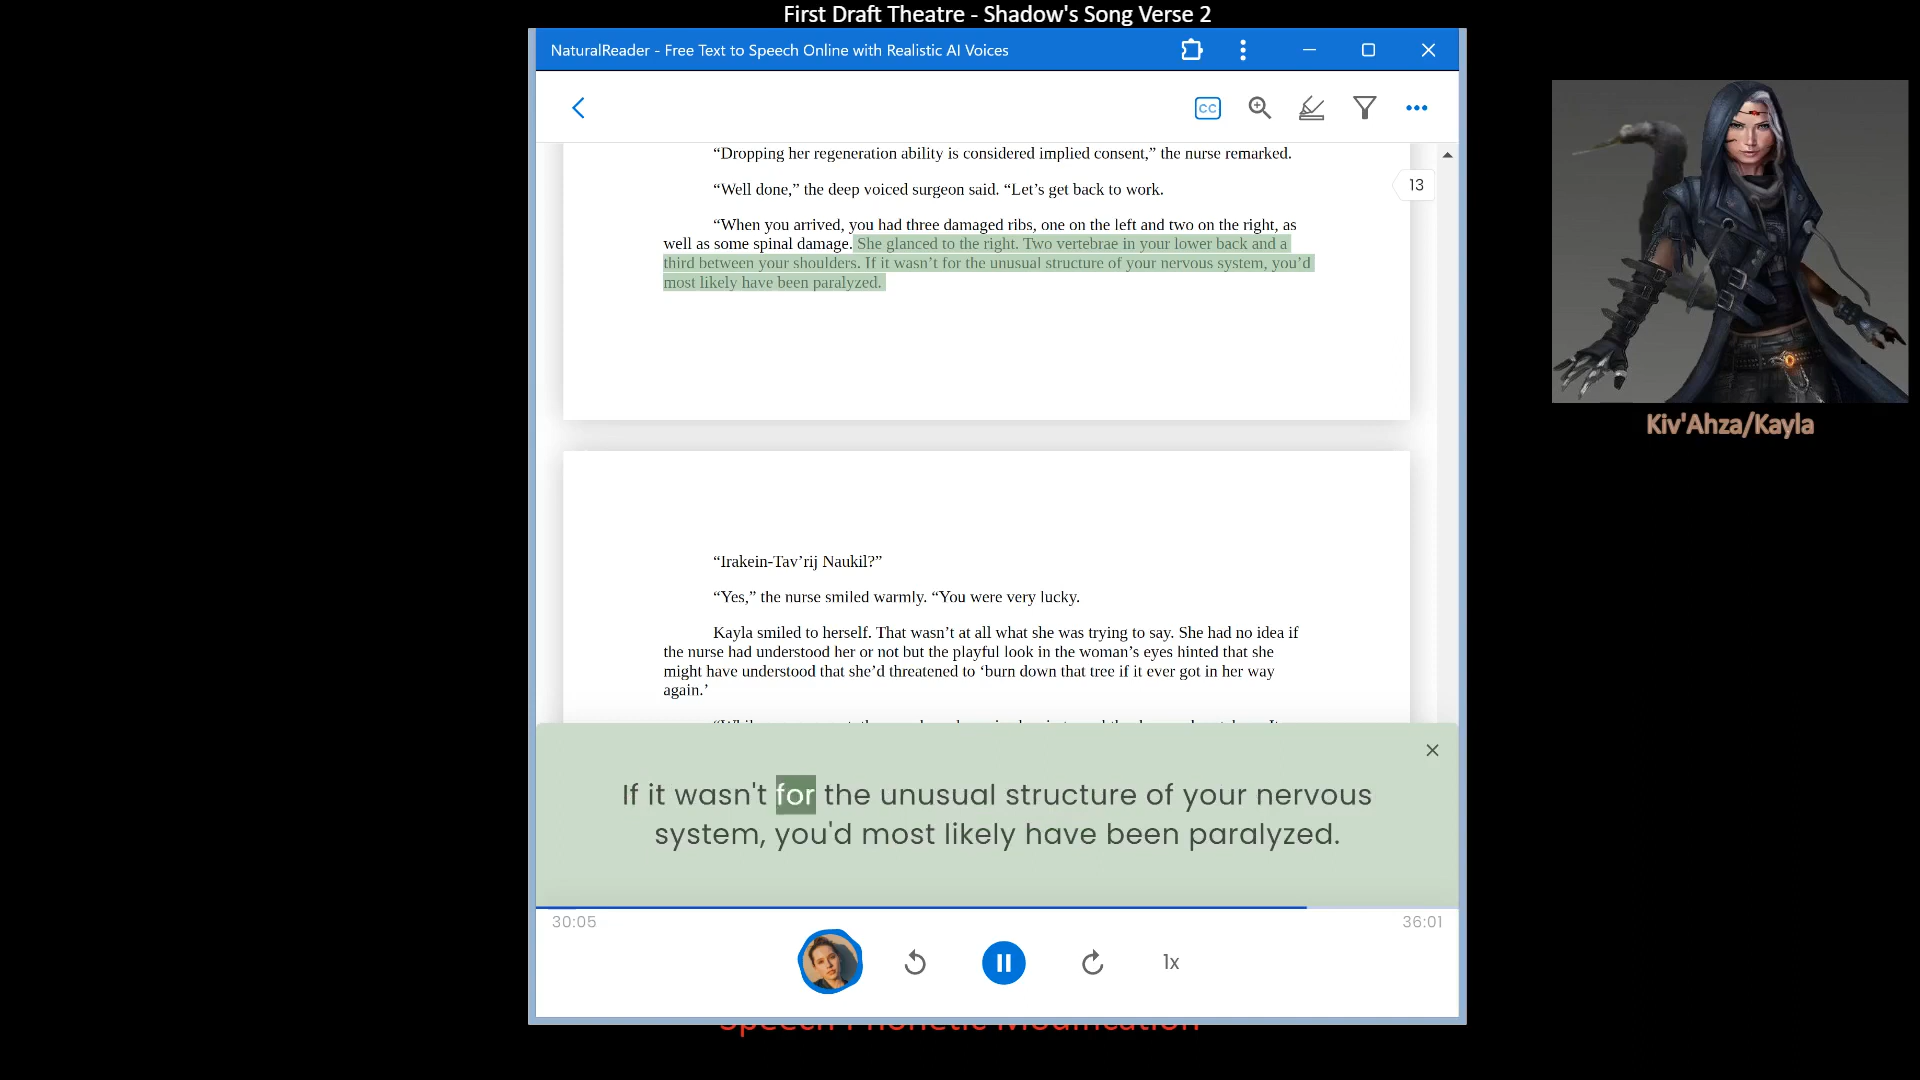 First Draft Theatre - Shadow's Song Verse 2
NaturalReader - Free Text to Speech Online with Realistic AI Voices
CC
“Dropping her regeneration ability is considered implied consent,” the nurse remarked.
13
“Well done,” the deep voiced surgeon said. “Let’s get back to work.
“When you arrived, you had three damaged ribs, one on the left and two on the right, as
well as some spinal damage. She glanced to the right. Two vertebrae in your lower back and a
third between your shoulders. If it wasn’t for the unusual structure of your nervous system, you’d
most likely have been paralyzed.
Kiv'Ahza/Kayla
“Irakein-Tav’rij Naukil?”
“Yes,” the nurse smiled warmly. “You were very lucky.
Kayla smiled to herself. That wasn’t at all what she was trying to say. She had no idea if
the nurse had understood her or not but the playful look in the woman’s eyes hinted that she
might have understood that she’d threatened to ‘burn down that tree if it ever got in her way
again.’
If it wasn't for the unusual structure of your nervous
system, you'd most likely have been paralyzed.
30:05
36:01
1x
Speech Phonetic Modification